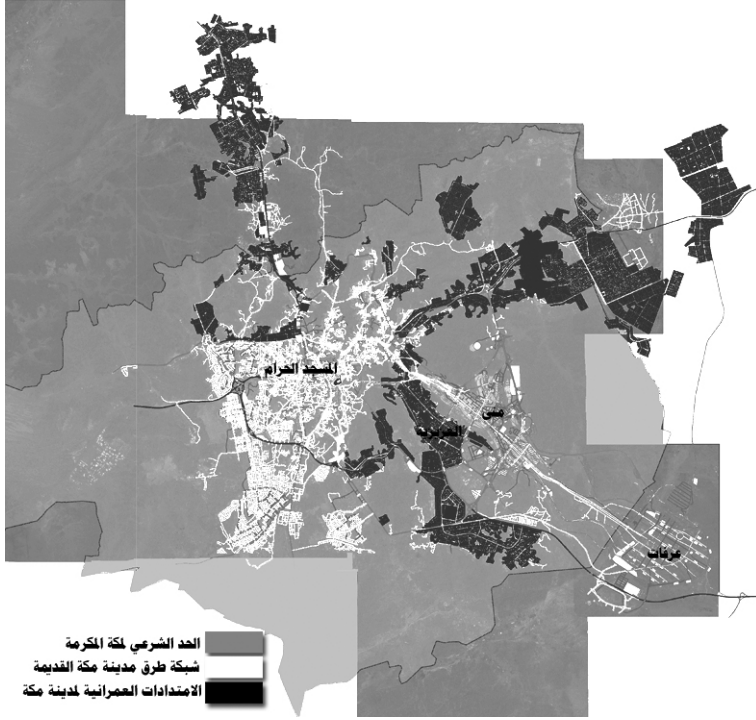 المسجد الحرام
منى
العزيزية
عرفات
الحد الشرعي لمكة المكرمة
شبكة طرق مدينة مكة القديمة
الامتدادات العمرانية لمدينة مكة